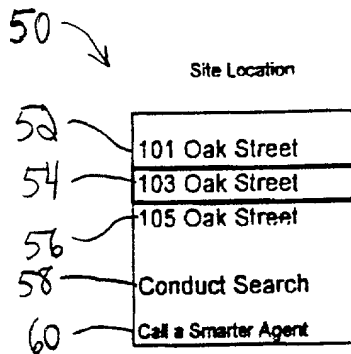 50
Site Location
52
101 Oak Street
54
103 Oak Street
56
105 Oak Street
58
Conduct Search
60
Call a Smarter Agent